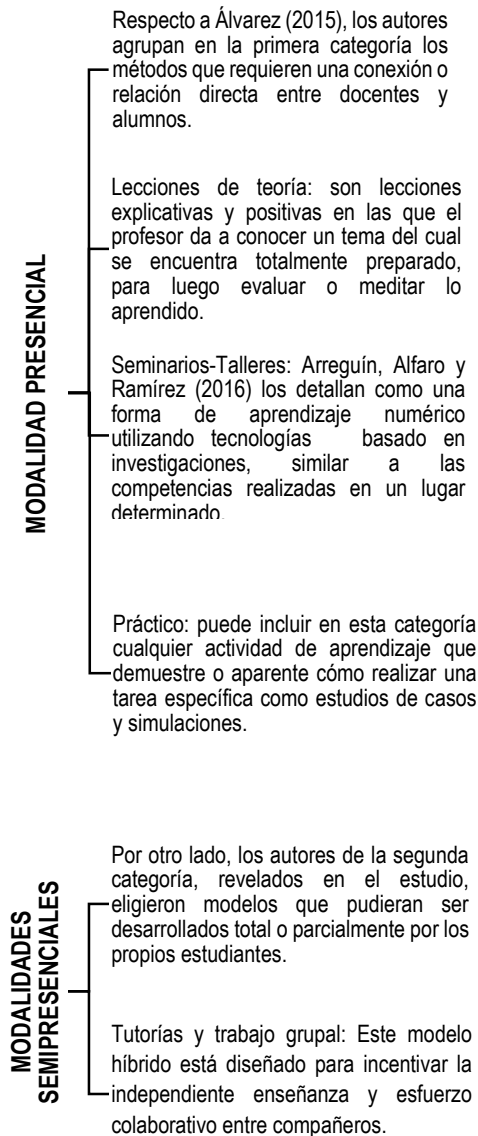 MODALIDAD PRESENCIAL
Respecto a Álvarez (2015), los autores
agrupan en la primera categoría los
métodos que requieren una conexión o
relación directa entre docentes y
alumnos.
Lecciones de teoría: son lecciones
explicativas y positivas en las que el
profesor da a conocer un tema del cual
se encuentra totalmente preparado,
para luego evaluar o meditar lo
aprendido.
Seminarios-Talleres: Arreguín, Alfaro y
Ramírez (2016) los detallan como una
forma de aprendizaje numérico
utilizando tecnologías basado en
investigaciones, similar a las
competencias realizadas en un lugar
determinado.
Práctico: puede incluir en esta categoría
cualquier actividad de aprendizaje que
demuestre o aparente cómo realizar una
tarea específica como estudios de casos
y simulaciones.
MODALIDADES
SEMIPRESENCIALES
Por otro lado, los autores de la segunda
categoría, revelados en el estudio,
eligieron modelos que pudieran ser
desarrollados total o parcialmente por los
propios estudiantes.
Tutorías y trabajo grupal: Este modelo
híbrido está diseñado para incentivar la
independiente enseñanza y esfuerzo
colaborativo entre compañeros.